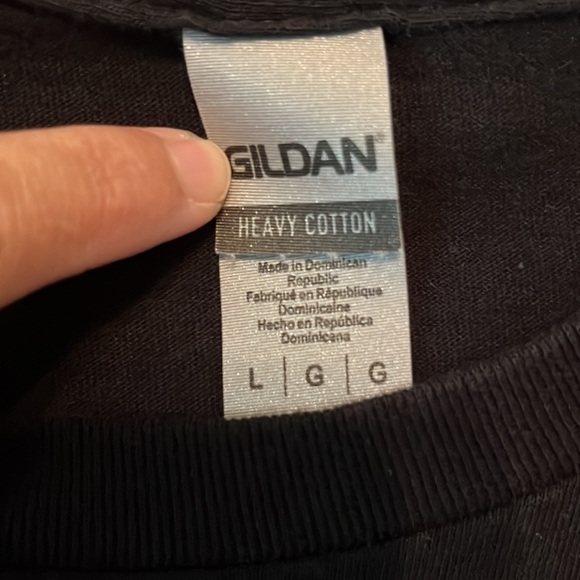 GILDAN®
HEAVY COTTON
Made in Dominican
Republic
Fabriqué en République
Dominicaine
Hecho en República
Dominicana
L | G | G